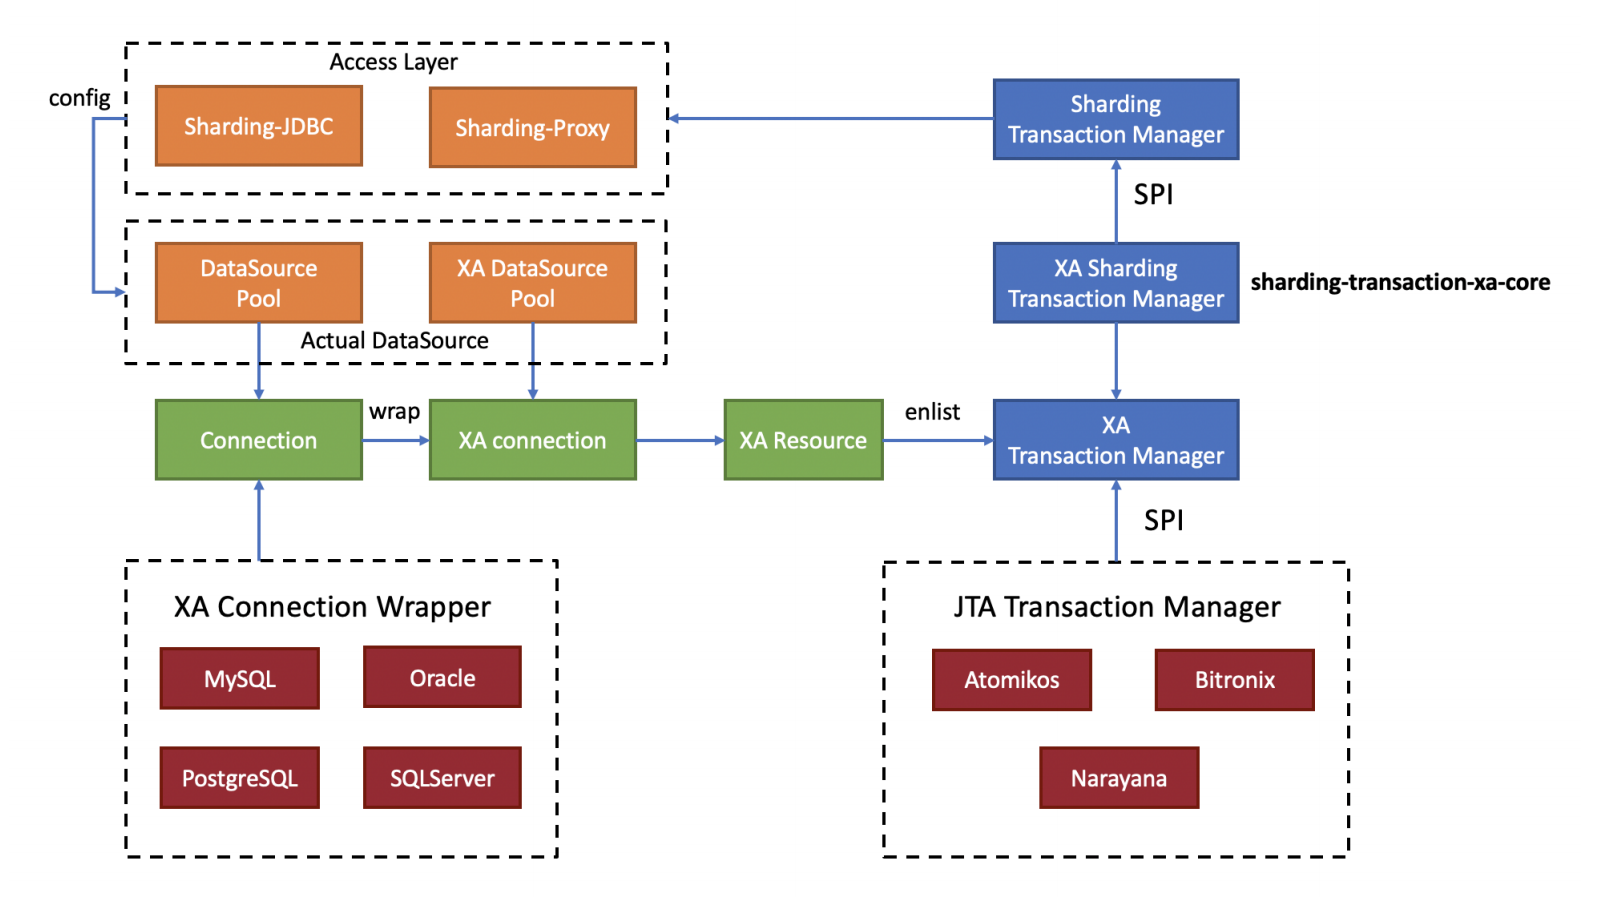 Access Layer
config
Sharding-JDBC
Sharding-Proxy
Sharding
Transaction Manager
SPI
DataSource
Pool
XA DataSource
Pool
Actual DataSource
XA Sharding
Transaction Manager
sharding-transaction-xa-core
Connection
wrap
XA connection
XA Resource
enlist
XA
Transaction Manager
SPI
XA Connection Wrapper
MySQL
Oracle
PostgreSQL
SQLServer
JTA Transaction Manager
Atomikos
Bitronix
Narayana